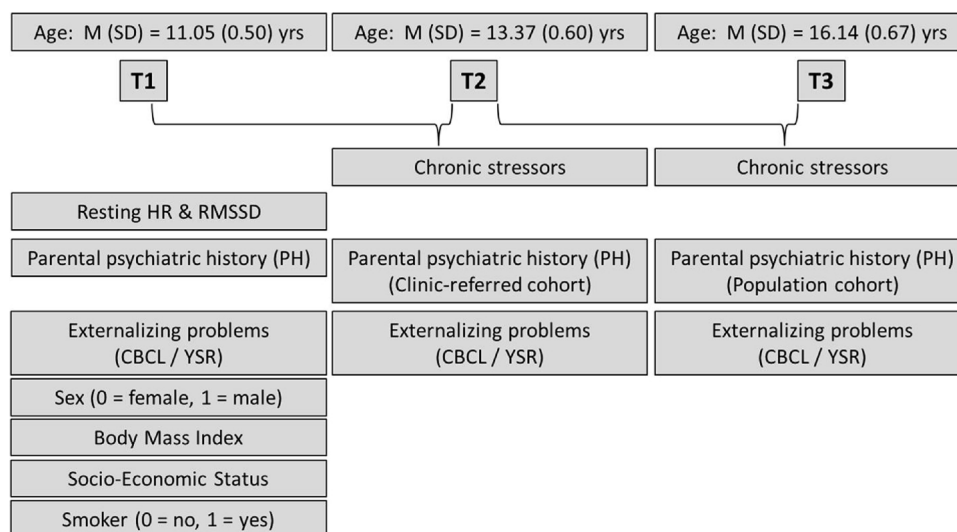 Age: M (SD) = 11.05 (0.50) yrs
Age: M (SD) = 13.37 (0.60) yrs
Age: M (SD) = 16.14 (0.67) yrs
T1
T2
T3
Chronic stressors
Chronic stressors
Resting HR & RMSSD
Parental psychiatric history (PH)
Parental psychiatric history (PH)
(Clinic-referred cohort)
Parental psychiatric history (PH)
(Population cohort)
Externalizing problems
(CBCL / YSR)
Externalizing problems
(CBCL / YSR)
Externalizing problems
(CBCL / YSR)
Sex (0 = female, 1 = male)
Body Mass Index
Socio-Economic Status
Smoker (0 = no, 1 = yes)